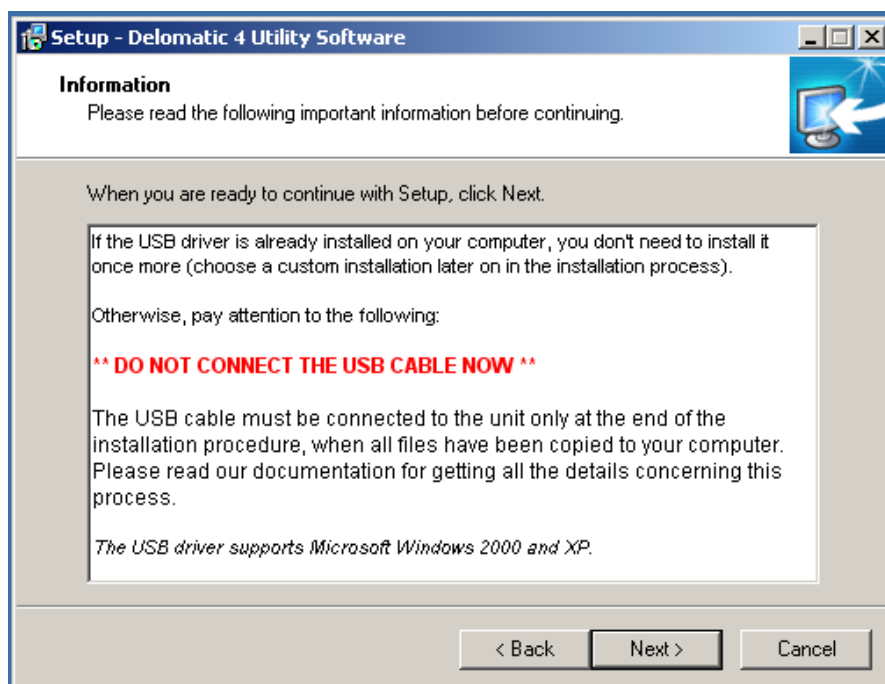 Setup - Delomatic 4 Utility Software
Information
Please read the following important information before continuing.
When you are ready to continue with Setup, click Next.
If the USB driver is already installed on your computer, you don't need to install it
once more (choose a custom installation later on in the installation process).
Otherwise, pay attention to the following:
** DO NOT CONNECT THE USB CABLE NOW **
The USB cable must be connected to the unit only at the end of the
installation procedure, when all files have been copied to your computer.
Please read our documentation for getting all the details concerning this
process.
The USB driver supports Microsoft Windows 2000 and XP.
< Back Next > Cancel